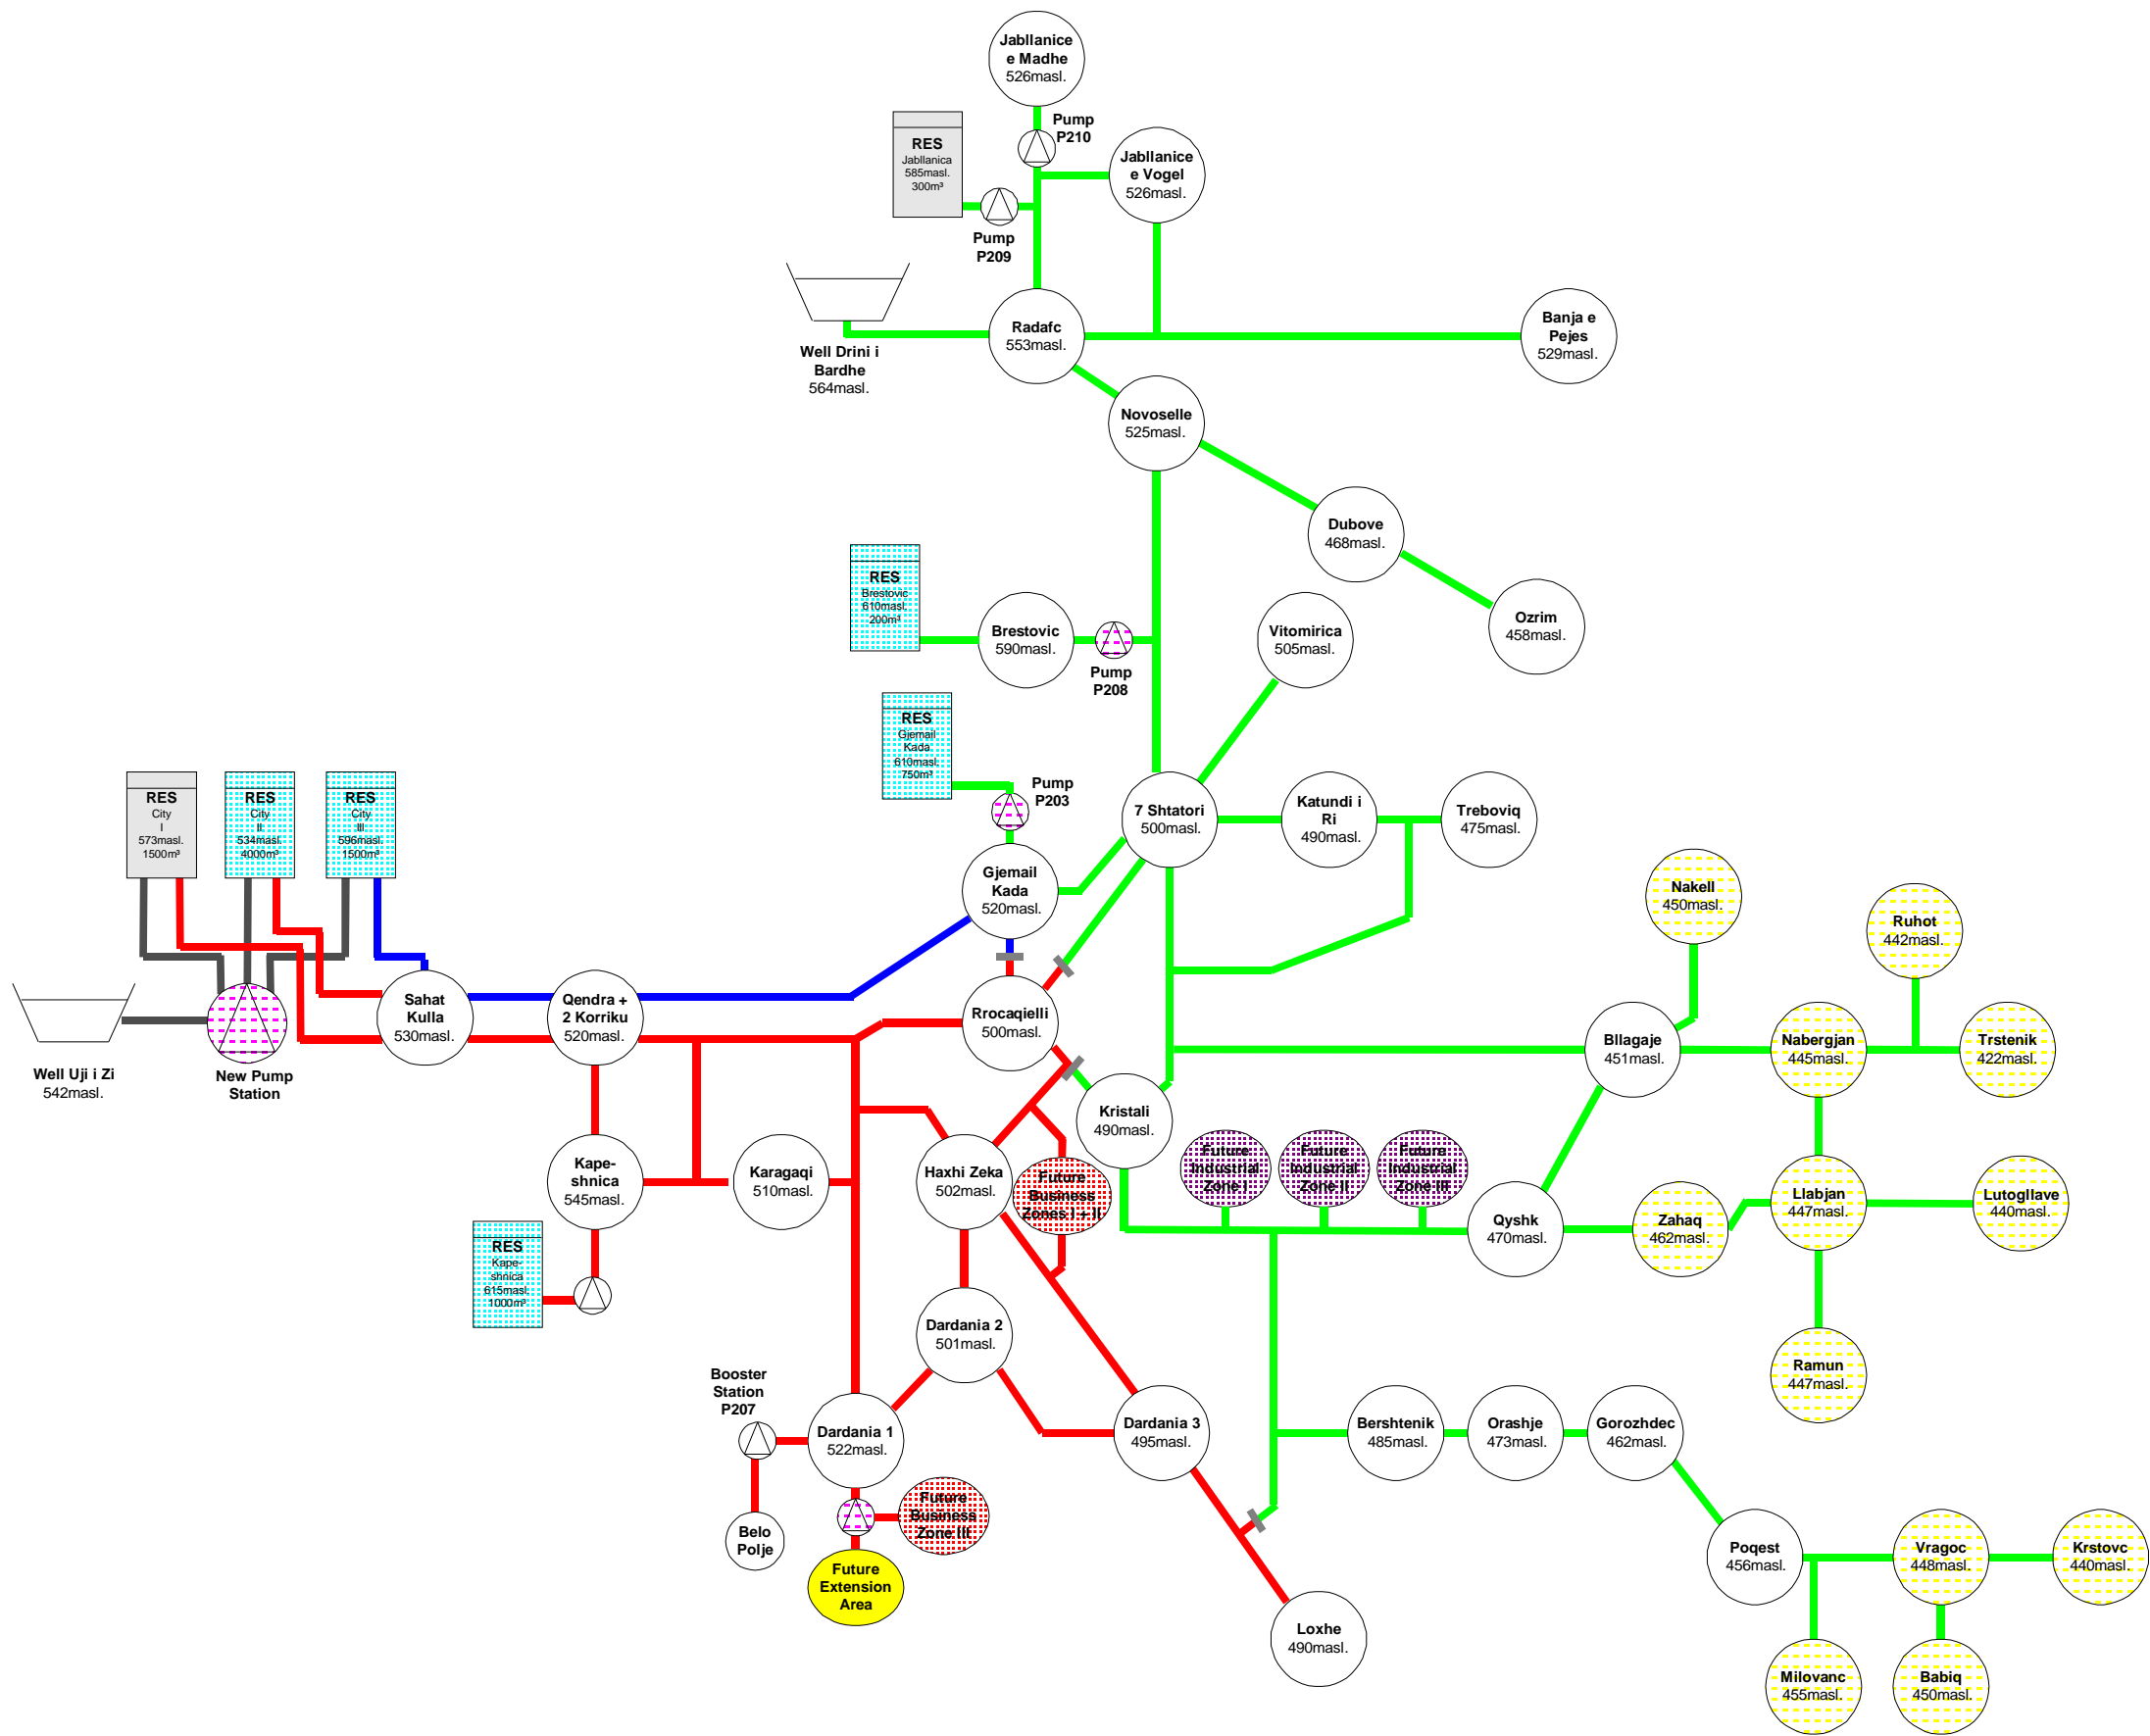 Jabllanice
e Madhe
526masl.
Pump
P210
RES
Jabllanica
585masl.
300m³
Jabllanice
e Vogel
526masl.
Pump
P209
Radafc
553masl.
Banja e
Pejes
529masl.
Well Drini i
Bardhe
564masl.
Novoselle
525masl.
Dubove
468masl.
RES
Brestovic
610masl.
200m³
Brestovic
590masl.
Pump
P208
Vitomirica
505masl.
Ozrim
458masl.
RES
Gjemail
Kada
610masl.
750m³
Pump
P203
RES
City
I
573masl.
1500m³
RES
City
II
534masl.
4000m³
RES
City
III
596masl.
1500m³
7 Shtatori
500masl.
Katundi i
Ri
490masl.
Treboviq
475masl.
Gjemail
Kada
520masl.
Nakell
450masl.
Ruhot
442masl.
Sahat
Kulla
530masl.
Qendra +
2 Korriku
520masl.
Rrocaqielli
500masl.
Bllagaje
451masl.
Nabergjan
445masl.
Trstenik
422masl.
Well Uji i Zi
542masl.
New Pump
Station
Kristali
490masl.
Kape-
shnica
545masl.
Karagaqi
510masl.
Haxhi Zeka
502masl.
Future
Business
Zones I + II
Future
Industrial
Zone I
Future
Industrial
Zone II
Future
Industrial
Zone III
Qyshk
470masl.
Zahaq
462masl.
Llabjan
447masl.
Lutogllave
440masl.
RES
Kape-
shnica
615masl.
1000m³
Dardania 2
501masl.
Ramun
447masl.
Booster
Station
P207
Dardania 1
522masl.
Dardania 3
495masl.
Bershtenik
485masl.
Orashje
473masl.
Gorozhdec
462masl.
Belo
Polje
Future
Business
Zone III
Future
Extension
Area
Poqest
456masl.
Vragoc
448masl.
Krstovc
440masl.
Loxhe
490masl.
Milovanc
455masl.
Babiq
450masl.